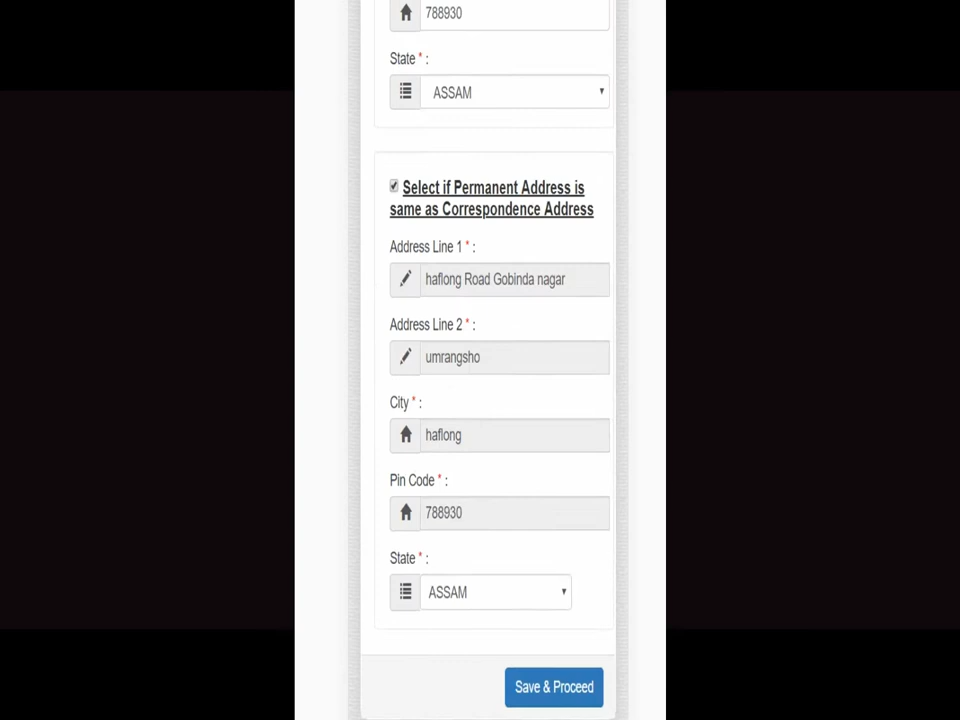 788930
State * :
ASSAM
Select if Permanent Address is
same as Correspondence Address
Address Line 1 * :
haflong Road Gobinda nagar
Address Line 2 * :
umrangsho
City * :
haflong
Pin Code * :
788930
State * :
ASSAM
Save & Proceed